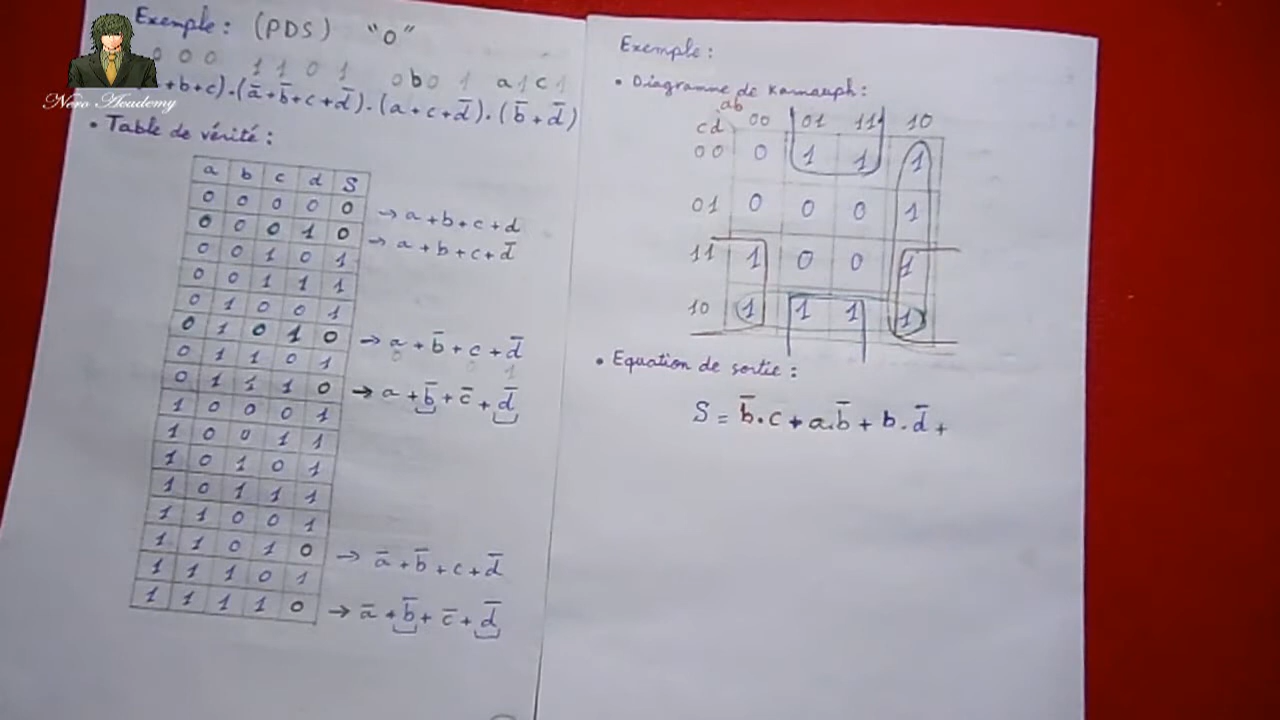 Exemple : (PDS) "0"
0 0 0 1 1 0 1 0 b 0 1 a 1 c 1
+b+c).(a̅+b̅+c+d̅).(a+c+d̅).(b̅+d̅)
Nero Academy
• Table de vérité :
a b c d S
0 0 0 0 0 → a+b+c+d
0 0 0 1 0 → a+b+c+d̅
0 0 1 0 1
0 0 1 1 1
0 1 0 0 1
0 1 0 1 0 → a+b̅+c+d̅
0 0 1
0 1 1 0 1
0 1 1 1 0 → a+b̅+c̅+d̅
1 0 0 0 1
1 0 0 1 1
1 0 1 0 1
1 0 1 1 1
1 1 0 0 1
1 1 0 1 0 → a̅+b̅+c+d̅
1 1 1 0 1
1 1 1 1 0 → a̅+b̅+c̅+d̅
Exemple :
• Diagramme de Karnauph :
ab
cd 00 01 11 10
00 0 1 1 1
01 0 0 0 1
11 1 0 0 1
10 1 1 1 1
• Equation de sortie :
S = b̅.c + a.b̅ + b.d̅ +